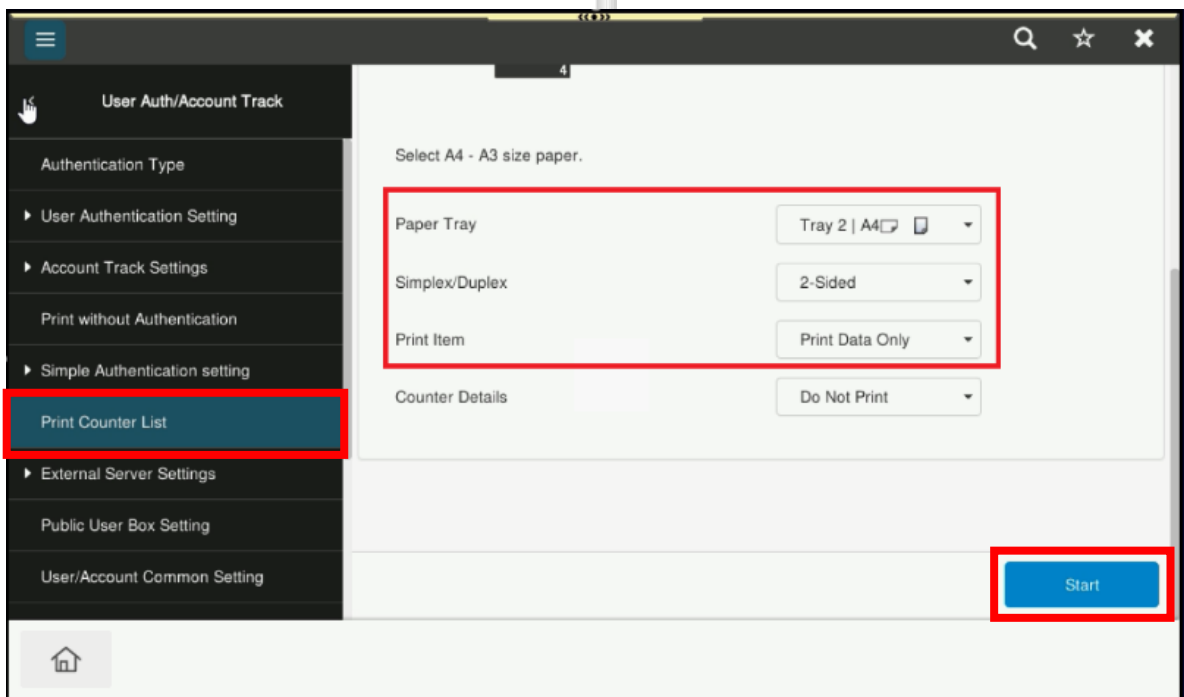 User Auth/Account Track
Authentication Type
User Authentication Setting
Account Track Settings
Print without Authentication
Simple Authentication setting
Print Counter List
External Server Settings
Public User Box Setting
User/Account Common Setting
4
Select A4 - A3 size paper.
Paper Tray Tray 2 | A4
Simplex/Duplex 2-Sided
Print Item Print Data Only
Counter Details Do Not Print
Start